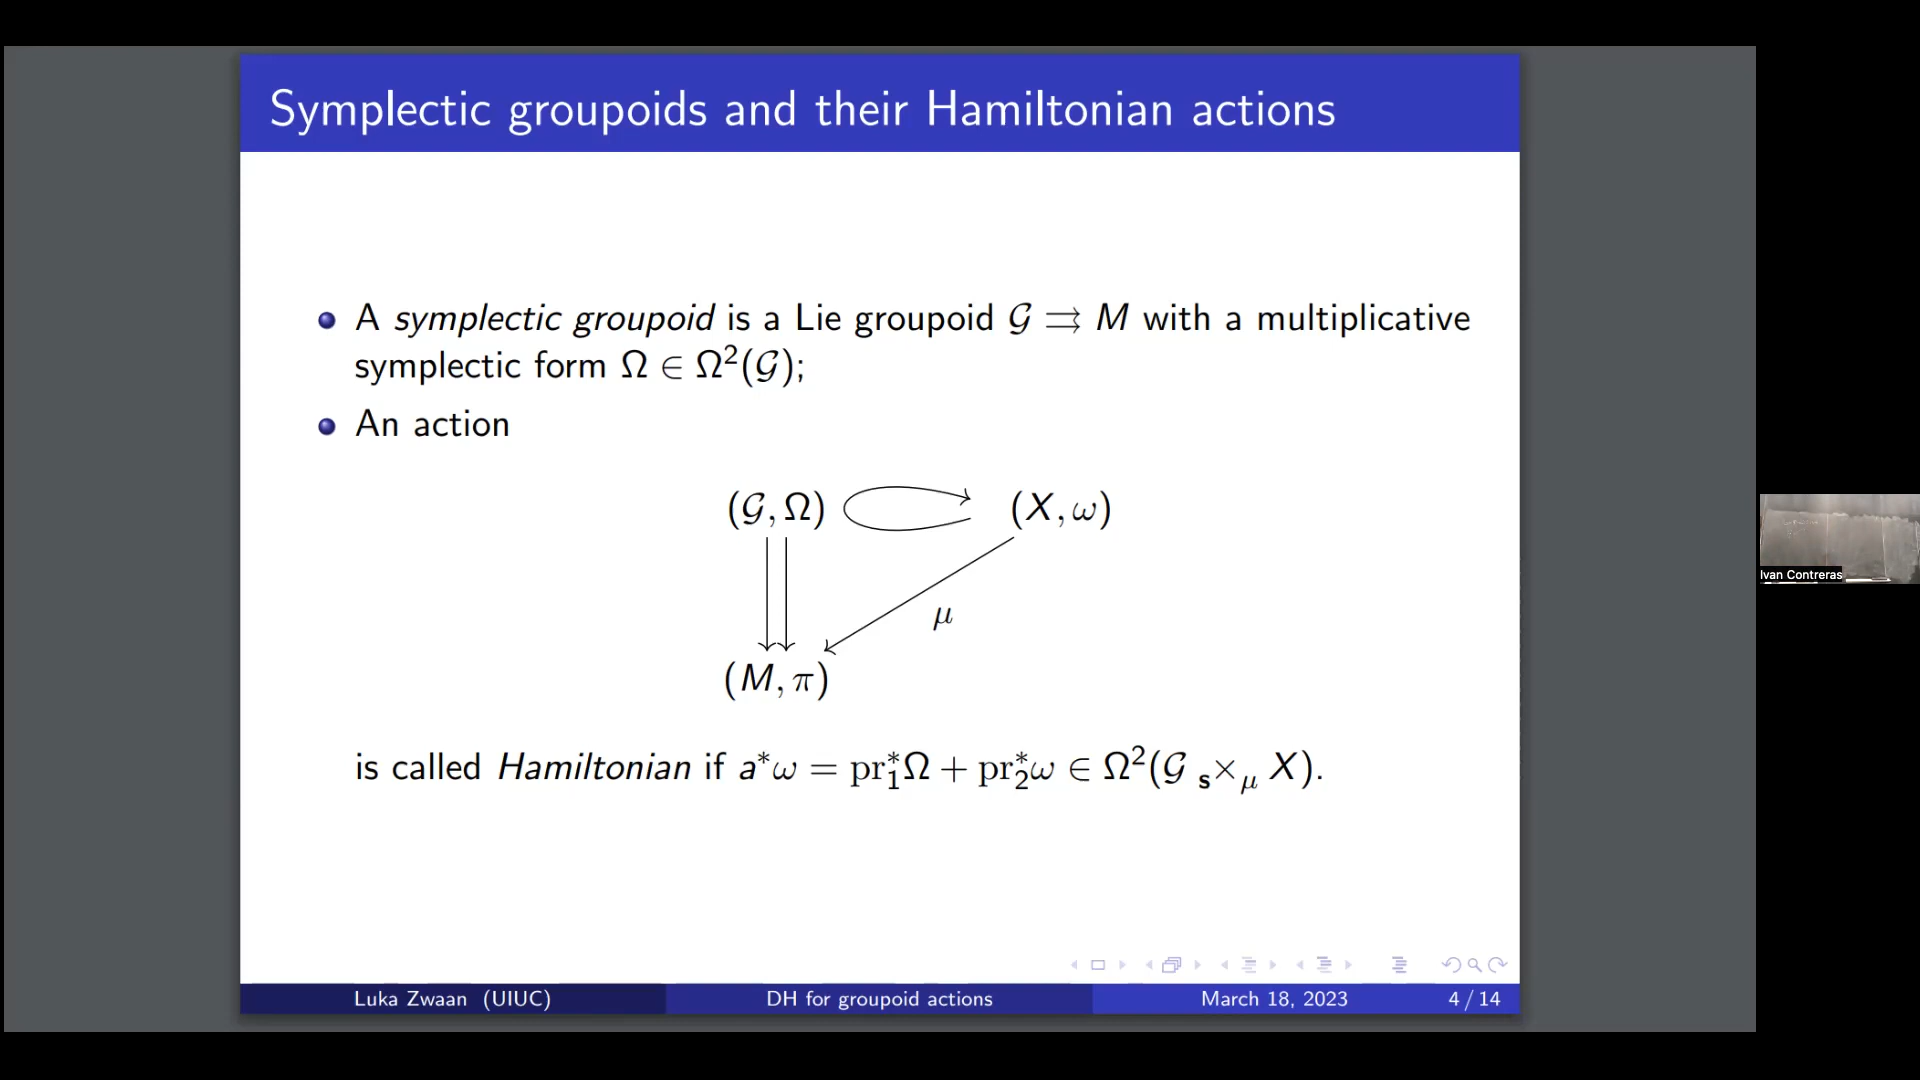 Symplectic groupoids and their Hamiltonian actions
A symplectic groupoid is a Lie groupoid 𝒢 ⇉ M with a multiplicative
symplectic form Ω ∈ Ω²(𝒢);
An action
(𝒢, Ω) (X, ω)
μ
(M, π)
is called Hamiltonian if a*ω = pr₁*Ω + pr₂*ω ∈ Ω²(𝒢 ₛ×_μ X).
Ivan Contreras
Luka Zwaan (UIUC) DH for groupoid actions March 18, 2023 4 / 14